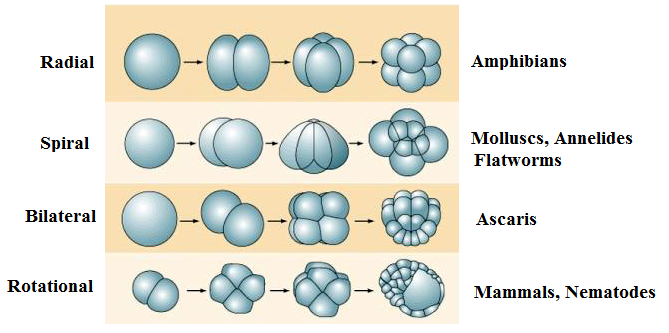 Radial
Amphibians
Spiral
Molluscs, Annelides
Flatworms
Bilateral
Ascaris
Rotational
Mammals, Nematodes